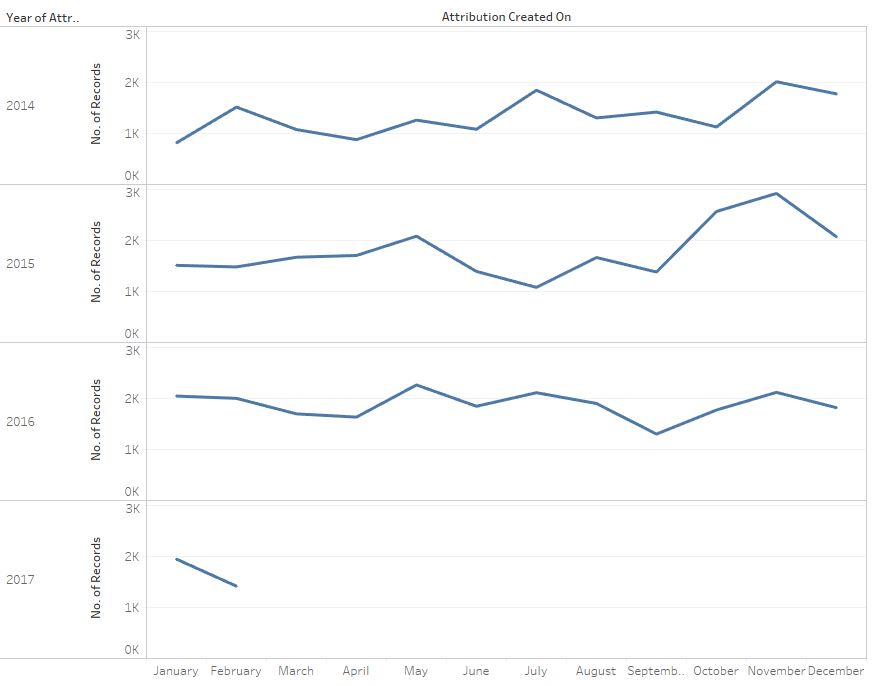 Year of Attr.. Attribution Created On
3K
2K
1K
0K
No. of Records
2014
3K
2K
1K
0K
No. of Records
2015
3K
2K
1K
0K
No. of Records
2016
3K
2K
1K
0K
No. of Records
2017
January February March April May June July August Septemb.. October November December